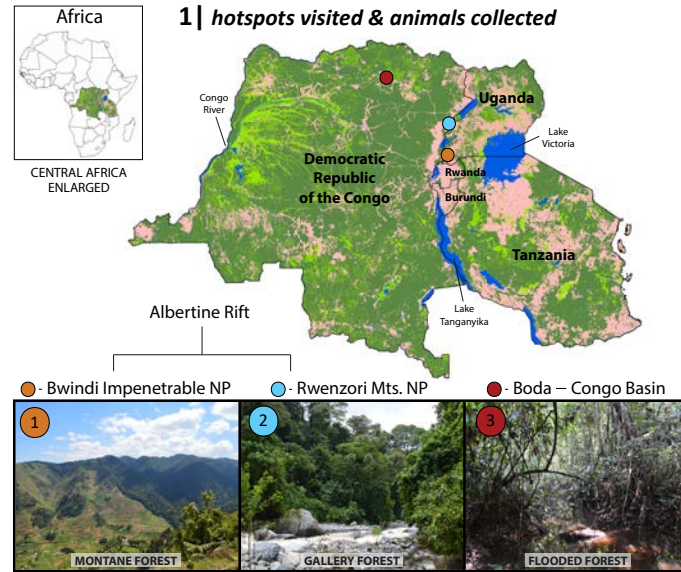 Africa
1| hotspots visited & animals collected
CENTRAL AFRICA
ENLARGED
Congo
River
Uganda
Lake
Victoria
Democratic
Republic
of the Congo
Rwanda
Burundi
Tanzania
Lake
Tanganyika
Albertine Rift
- Bwindi Impenetrable NP
- Rwenzori Mts. NP
- Boda – Congo Basin
1
2
3
MONTANE FOREST
GALLERY FOREST
FLOODED FOREST